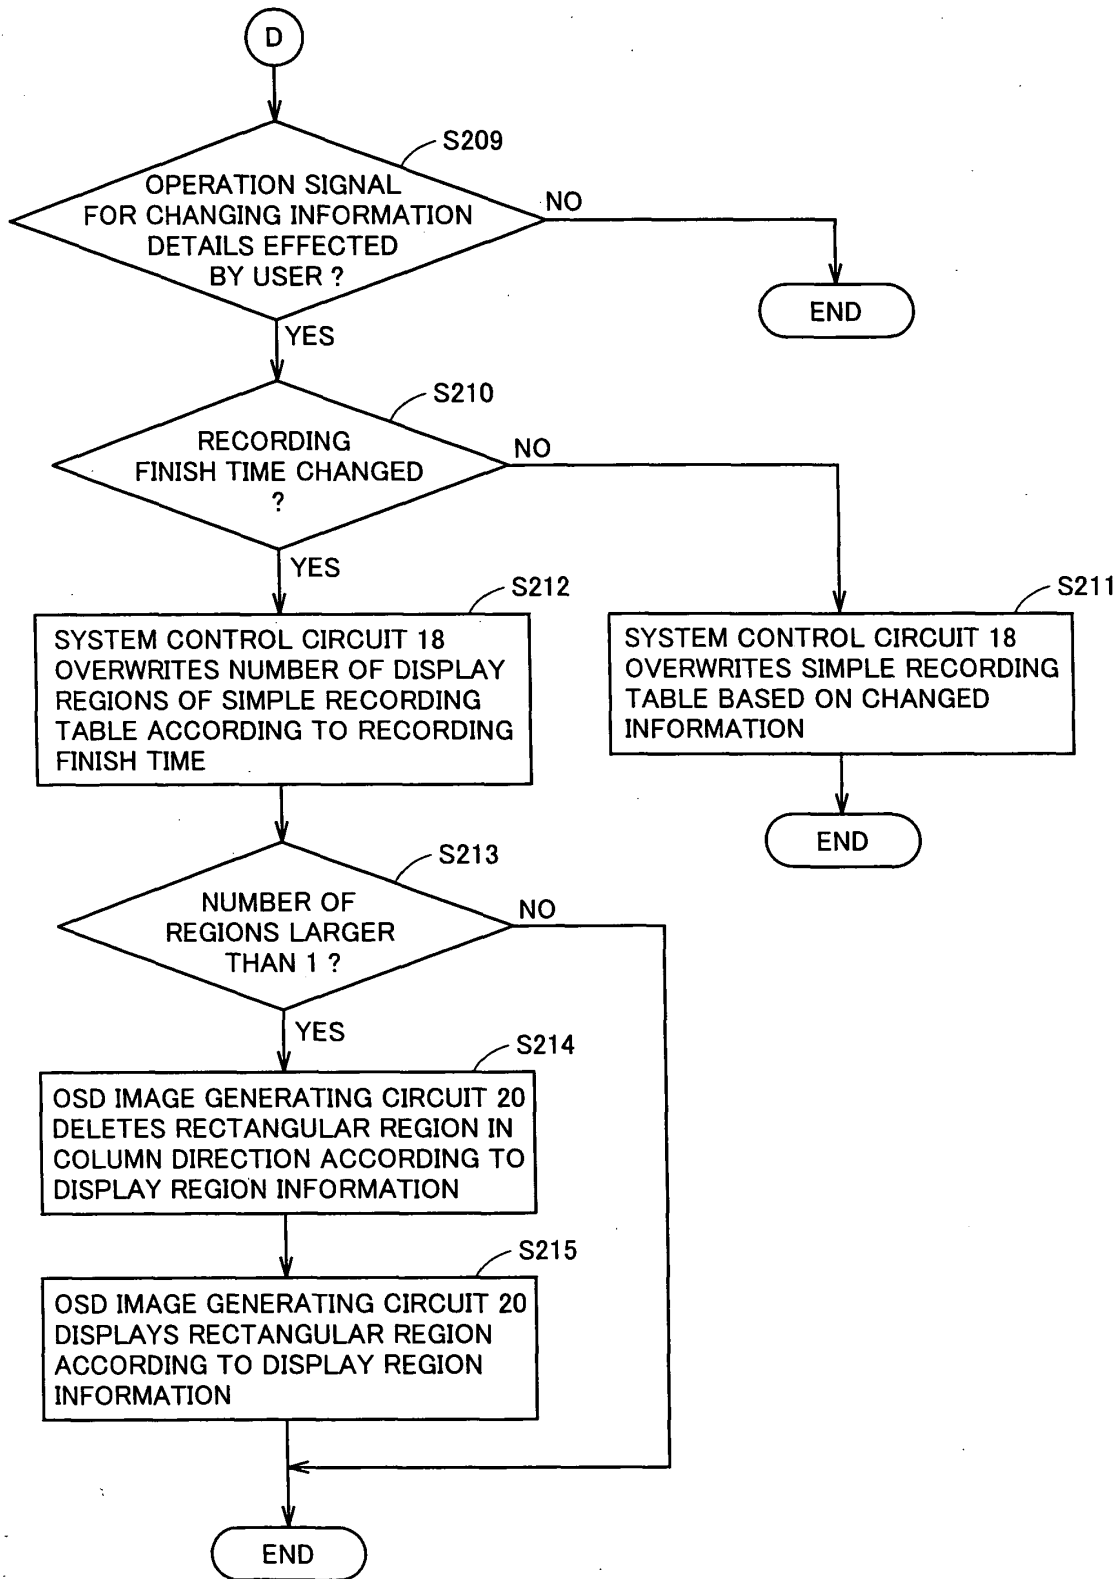 D
S209
OPERATION SIGNAL
FOR CHANGING INFORMATION
DETAILS EFFECTED
BY USER ?
NO
END
YES
S210
RECORDING
FINISH TIME CHANGED
?
NO
YES
S212
SYSTEM CONTROL CIRCUIT 18
OVERWRITES NUMBER OF DISPLAY
REGIONS OF SIMPLE RECORDING
TABLE ACCORDING TO RECORDING
FINISH TIME
S211
SYSTEM CONTROL CIRCUIT 18
OVERWRITES SIMPLE RECORDING
TABLE BASED ON CHANGED
INFORMATION
END
S213
NUMBER OF
REGIONS LARGER
THAN 1 ?
NO
YES
S214
OSD IMAGE GENERATING CIRCUIT 20
DELETES RECTANGULAR REGION IN
COLUMN DIRECTION ACCORDING TO
DISPLAY REGION INFORMATION
S215
OSD IMAGE GENERATING CIRCUIT 20
DISPLAYS RECTANGULAR REGION
ACCORDING TO DISPLAY REGION
INFORMATION
END